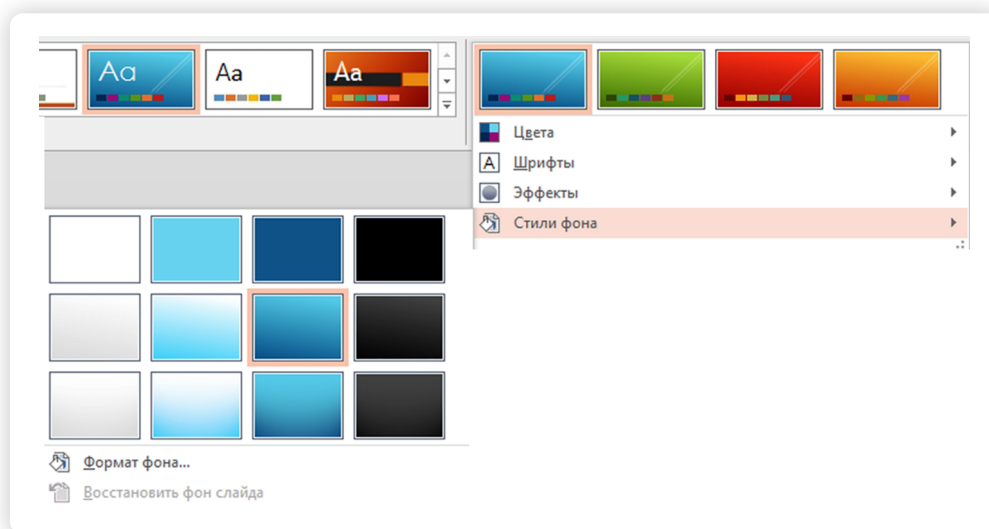 Aa
Aa
Aa
Цвета
A
Шрифты
Эффекты
Стили фона
Формат фона...
Восстановить фон слайда